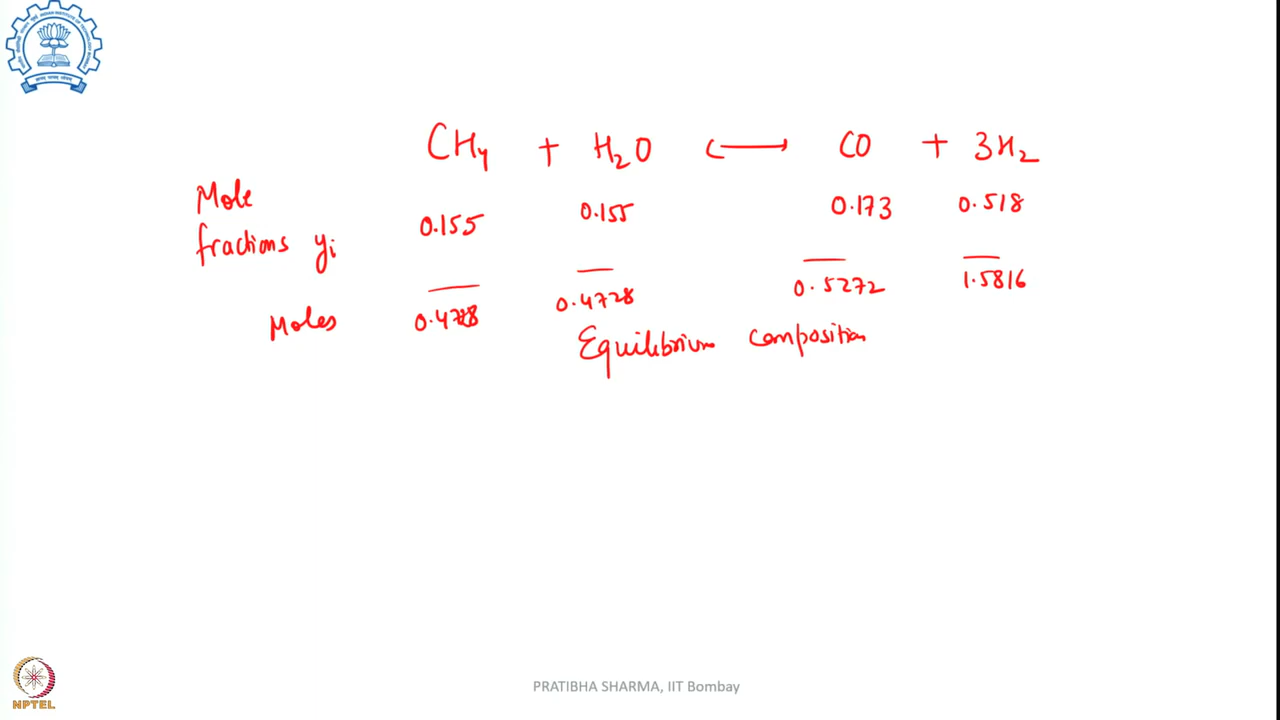 CH4 + H2O ⟷ CO + 3H2
Mole
fractions yi 0.155 0.155 0.173 0.518
Moles 0.4728 0.4728 0.5272 1.5816
Equilibrium composition
NPTEL
PRATIBHA SHARMA, IIT Bombay